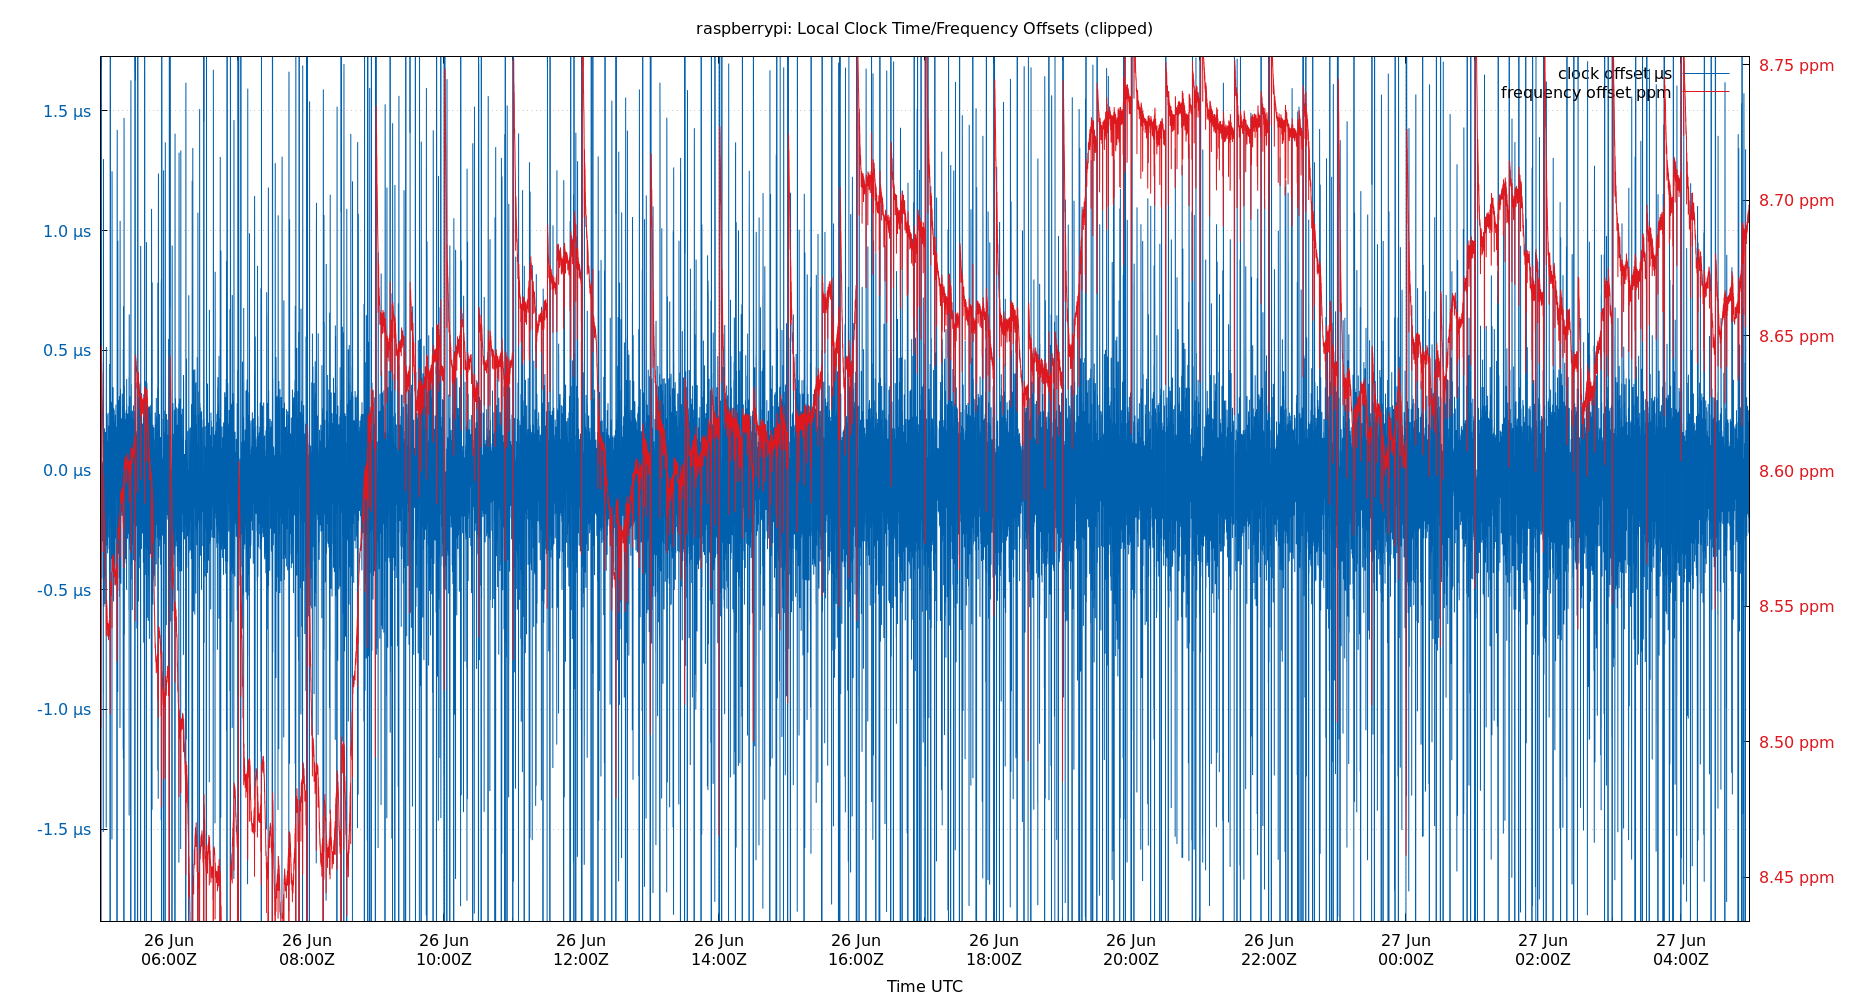 raspberrypi: Local Clock Time/Frequency Offsets (clipped)
clock offset µs
frequency offset ppm
1.5 µs
1.0 µs
0.5 µs
0.0 µs
-0.5 µs
-1.0 µs
-1.5 µs
8.75 ppm
8.70 ppm
8.65 ppm
8.60 ppm
8.55 ppm
8.50 ppm
8.45 ppm
26 Jun 26 Jun 26 Jun 26 Jun 26 Jun 26 Jun 26 Jun 26 Jun 26 Jun 27 Jun 27 Jun 27 Jun
06:00Z 08:00Z 10:00Z 12:00Z 14:00Z 16:00Z 18:00Z 20:00Z 22:00Z 00:00Z 02:00Z 04:00Z
Time UTC